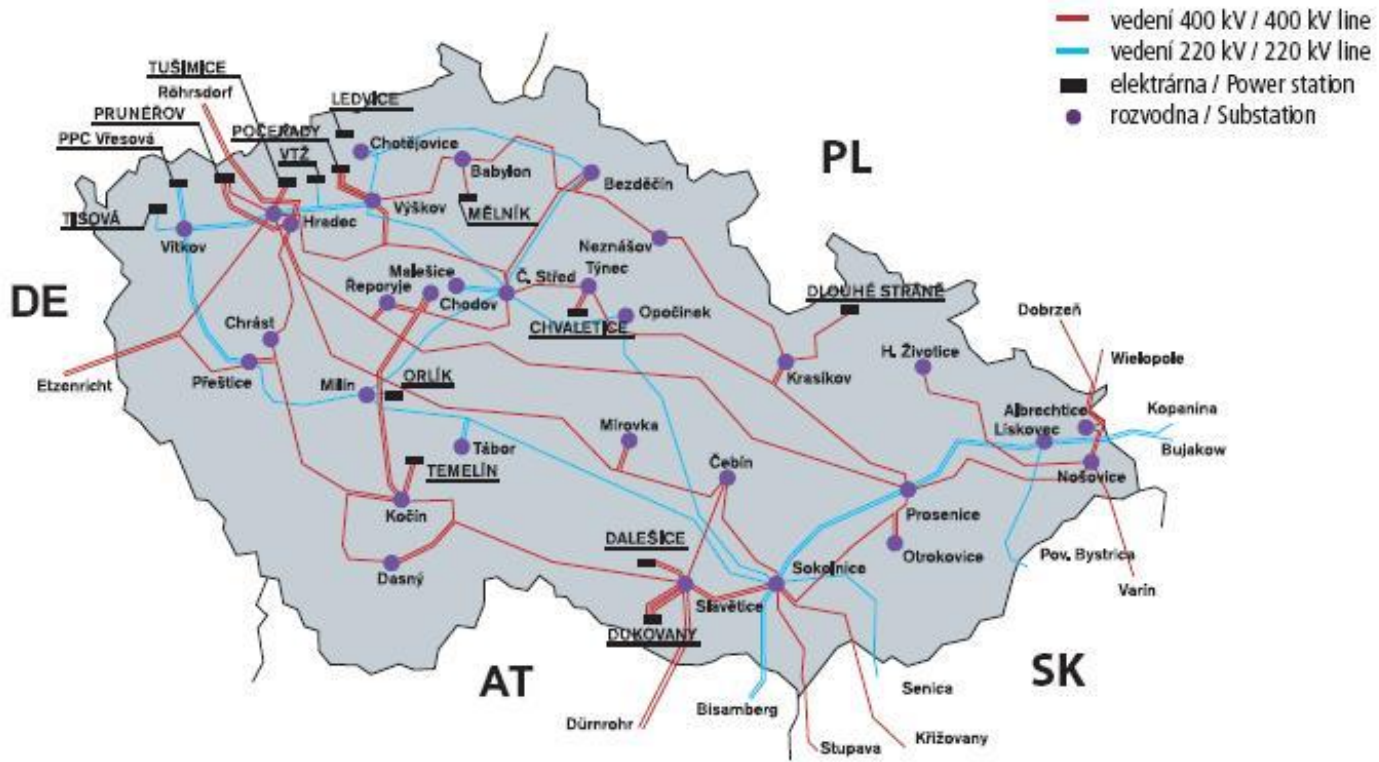 vedení 400 kV / 400 kV line
vedení 220 kV / 220 kV line
elektrárna / Power station
rozvodna / Substation
TUŠIMICE
Röhrsdorf
PRUNÉŘOV
PPC Vřesová
TISOVÁ
LEDVICE
POČERADY
VTŽ
Chotějovice
Babylon
Bezděčín
PL
Výškov
MĚLNÍK
Hradec
Vítkov
Neznášov
DE
Malešice
Řeporyje
Chodov
Č. Střed
Týnec
CHVALETICE
Opočínek
DLOUHÉ STRÁNĚ
Dobrzeň
Wielopole
Chrást
Přeštice
Etzenricht
Milín
ORLÍK
Krasíkov
H. Životice
Albrechtice
Kopanina
Lískovec
Bujakow
Nošovice
Tábor
Mírovka
Čebín
TEMELÍN
Kočín
Prosenice
Otrokovice
Dasný
DALEŠICE
Sokolnice
Pov. Bystrica
Varín
Slavětice
DUKOVANY
AT
SK
Senica
Bisamberg
Dürnrohr
Stupava
Křižovany